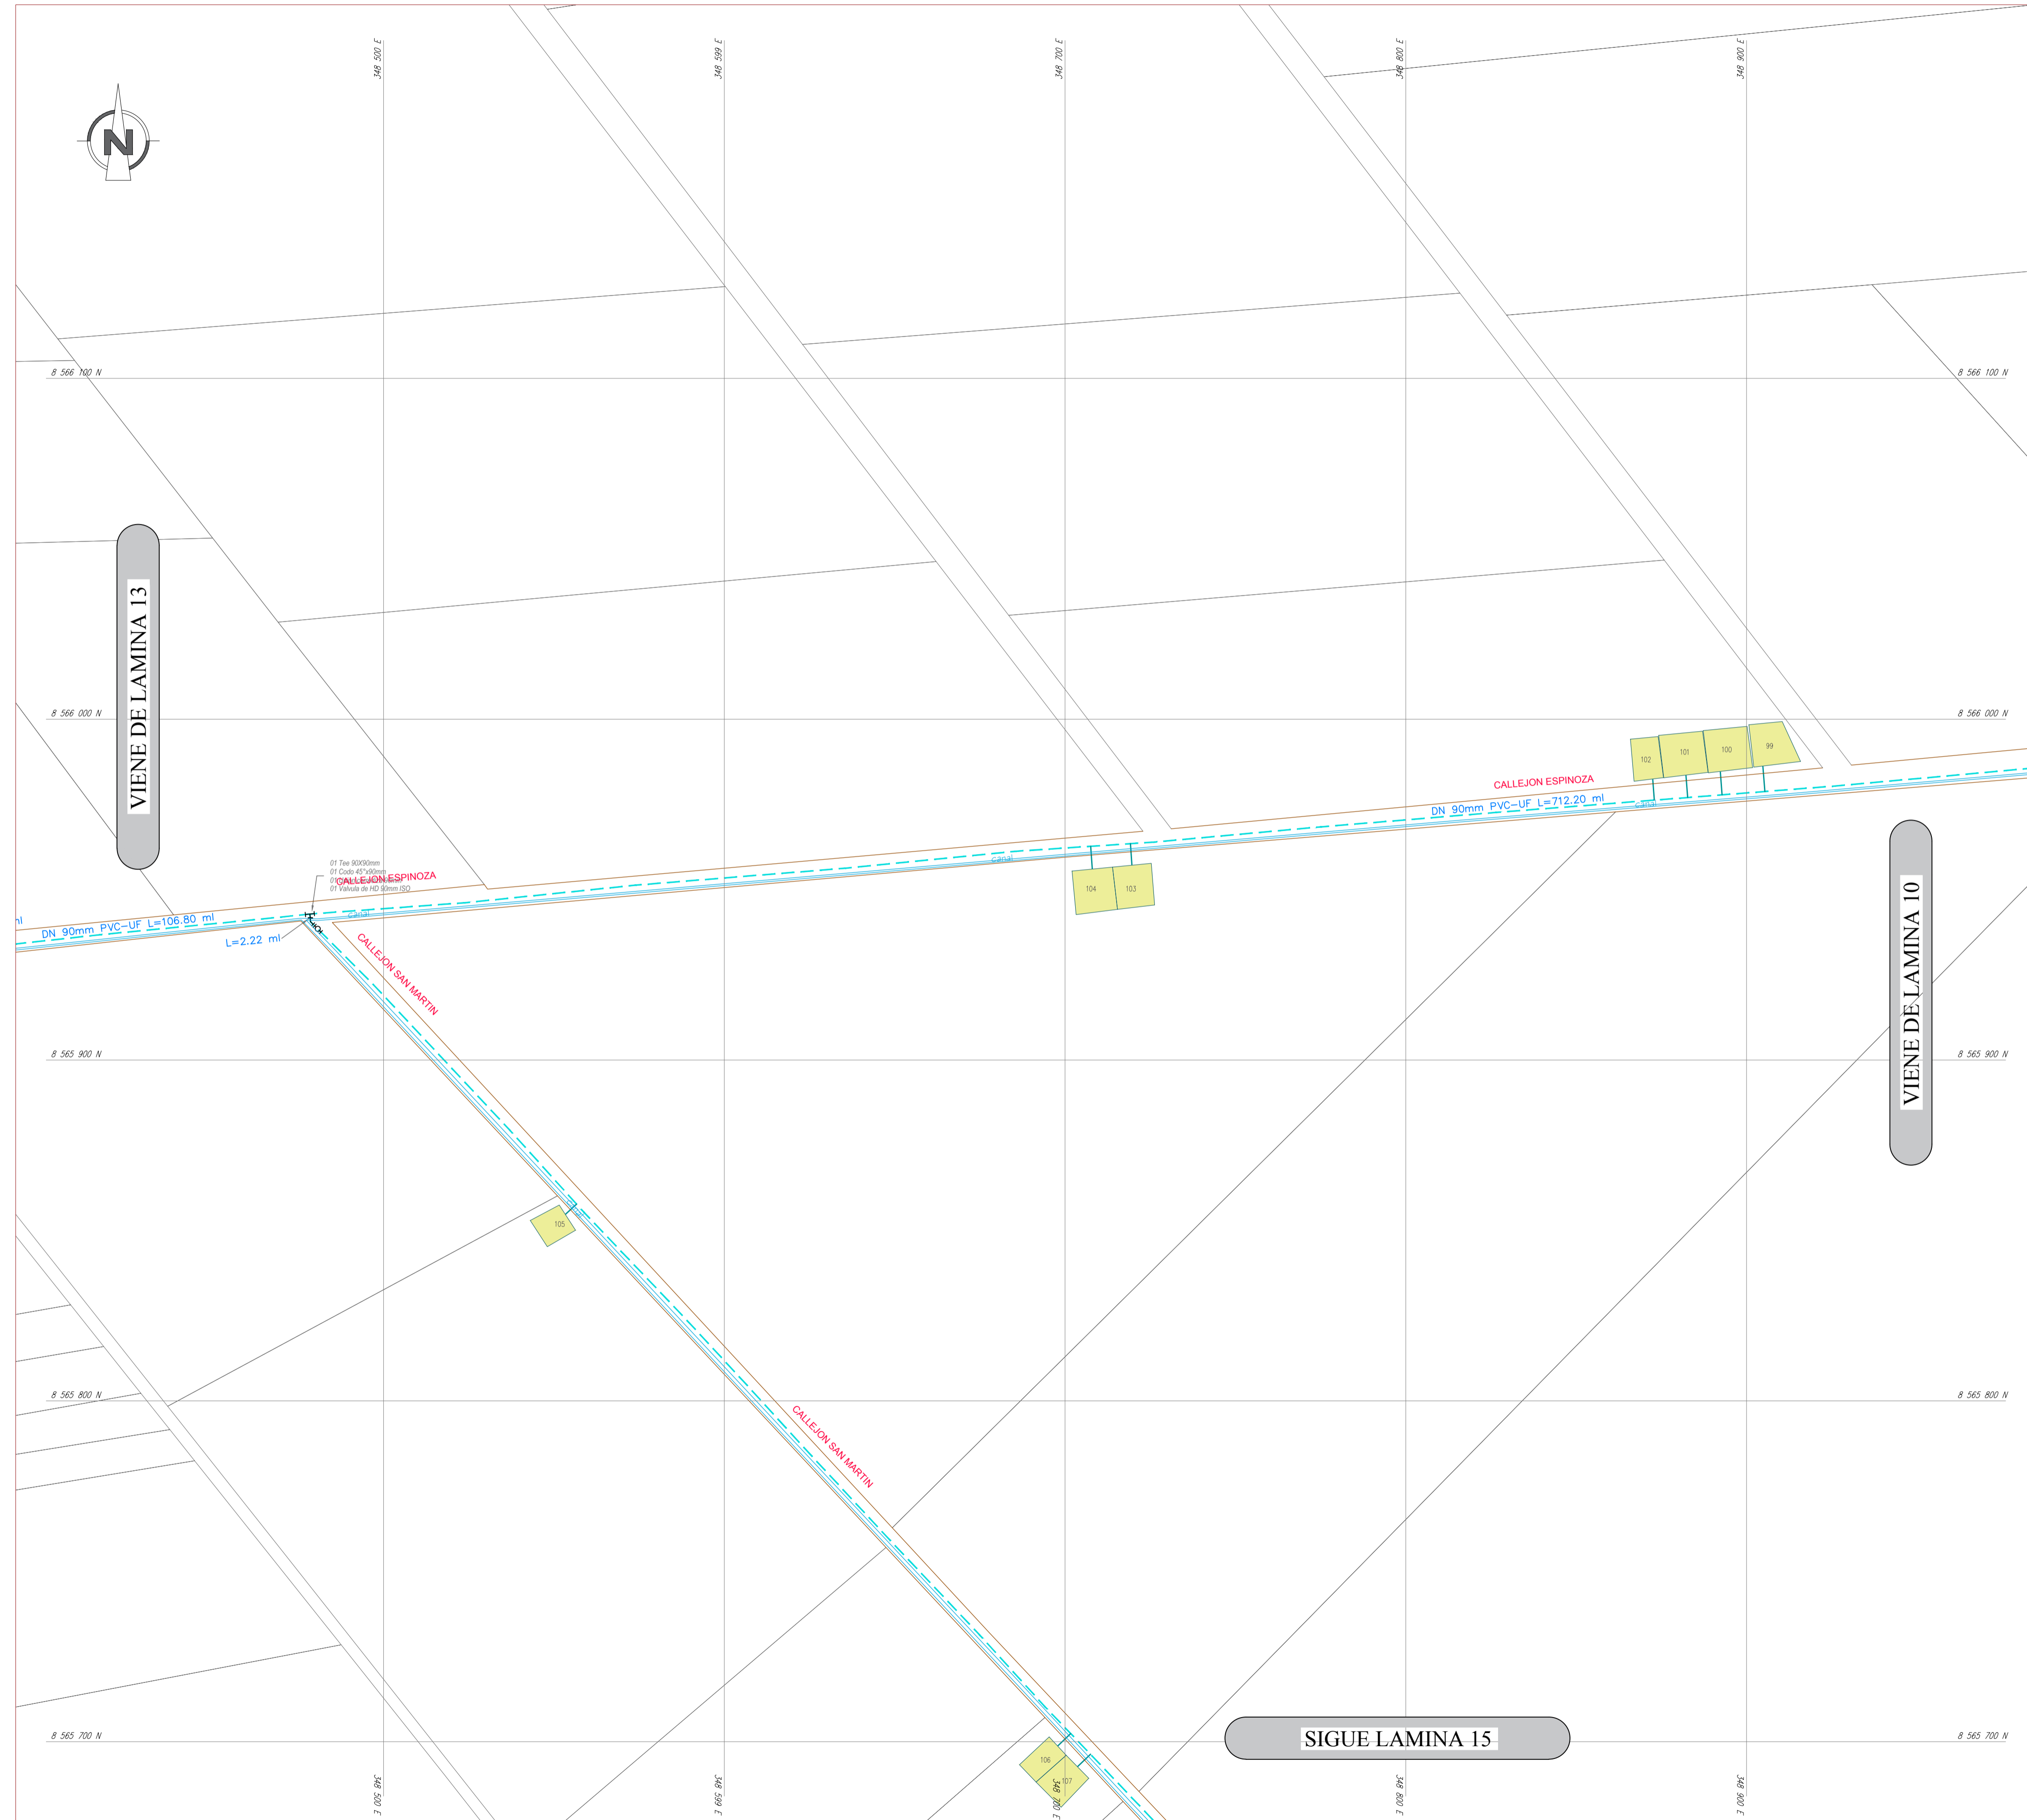 348 500 E
348 599 E
348 700 E
348 800 E
348 900 E
N
8 566 100 N
8 566 100 N
VIENE DE LAMINA 13
8 566 000 N
8 566 000 N
102
101
100
99
CALLEJON ESPINOZA
DN 90mm PVC-UF L=712.20 ml
canal
canal
104
103
01 Tee 90X90mm
01 Codo 45°x90mm
01 Valvula de HD 90mm ISO
CALLEJON ESPINOZA
canal
ml
DN 90mm PVC-UF L=106.80 ml
L=2.22 ml
CALLEJON SAN MARTIN
VIENE DE LAMINA 10
8 565 900 N
8 565 900 N
105
8 565 800 N
8 565 800 N
CALLEJON SAN MARTIN
8 565 700 N
8 565 700 N
SIGUE LAMINA 15
106
107
348 500 E
348 599 E
348 700 E
348 800 E
348 900 E